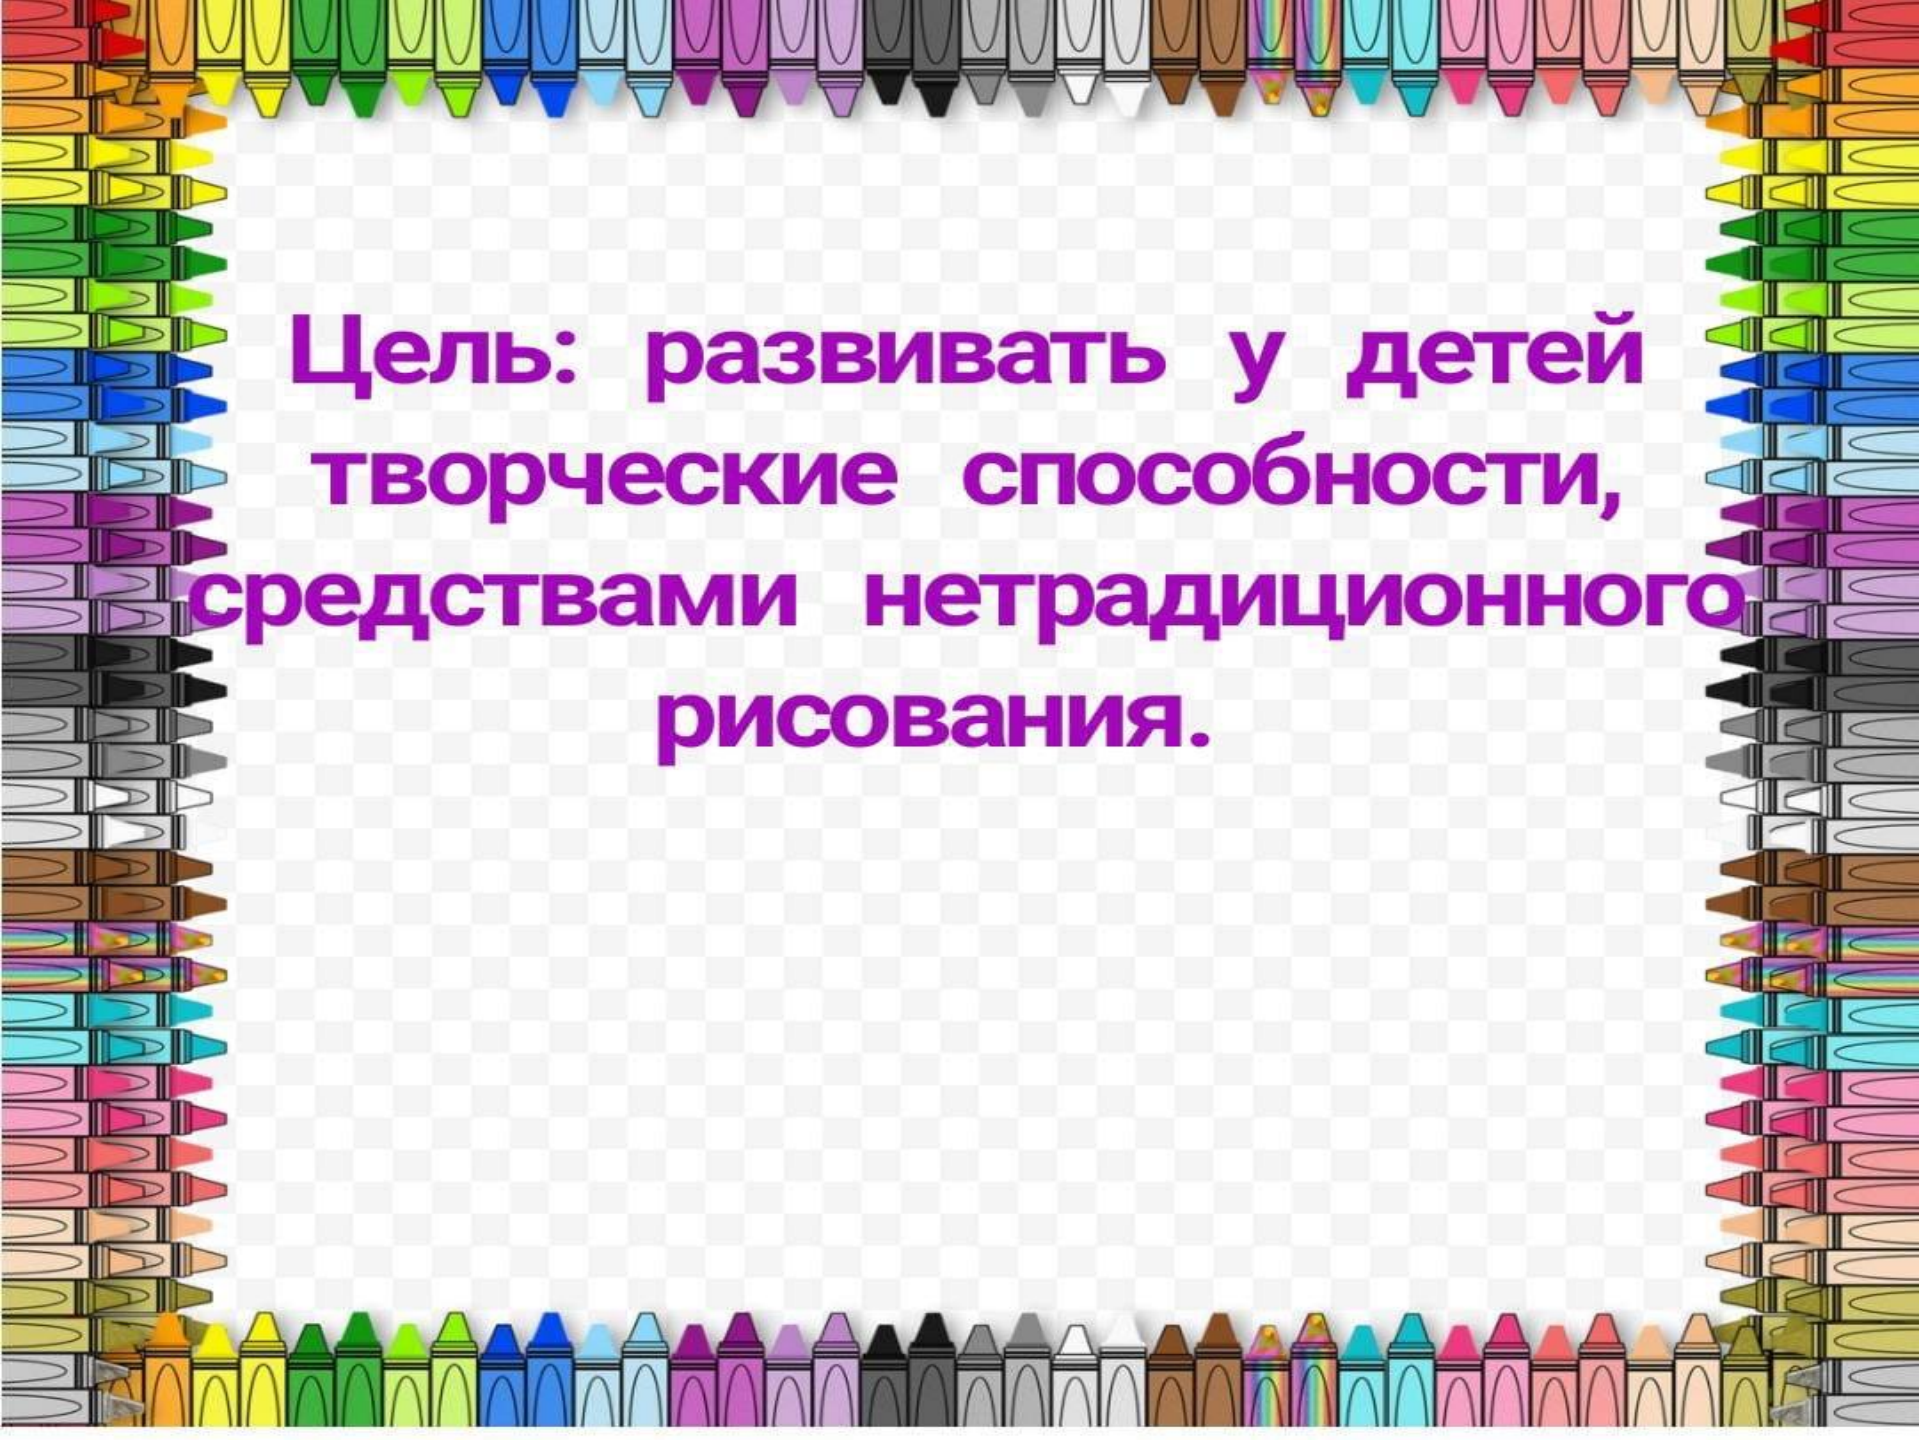 Цель: развивать у детей
творческие способности,
средствами нетрадиционного
рисования.